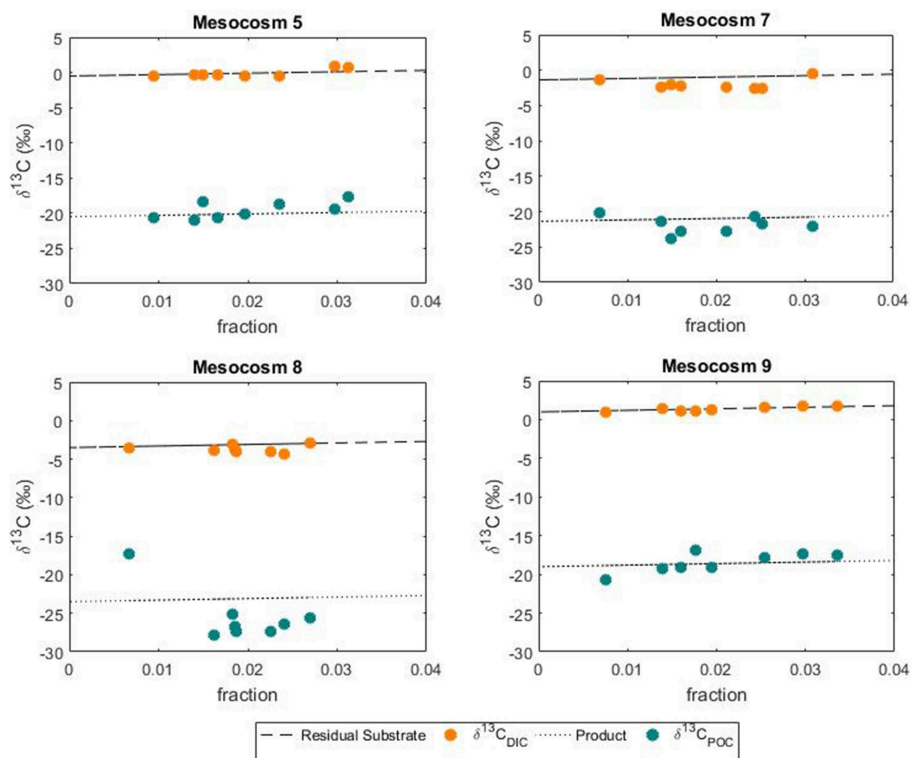 Mesocosm 5
5
0
-5
-10
-15
-20
-25
-30
δ¹³C (‰)
0 0.01 0.02 0.03 0.04
fraction
Mesocosm 7
5
0
-5
-10
-15
-20
-25
-30
δ¹³C (‰)
0 0.01 0.02 0.03 0.04
fraction
Mesocosm 8
5
0
-5
-10
-15
-20
-25
-30
δ¹³C (‰)
0 0.01 0.02 0.03 0.04
fraction
Mesocosm 9
5
0
-5
-10
-15
-20
-25
-30
δ¹³C (‰)
0 0.01 0.02 0.03 0.04
fraction
Residual Substrate δ¹³C_DIC Product δ¹³C_POC